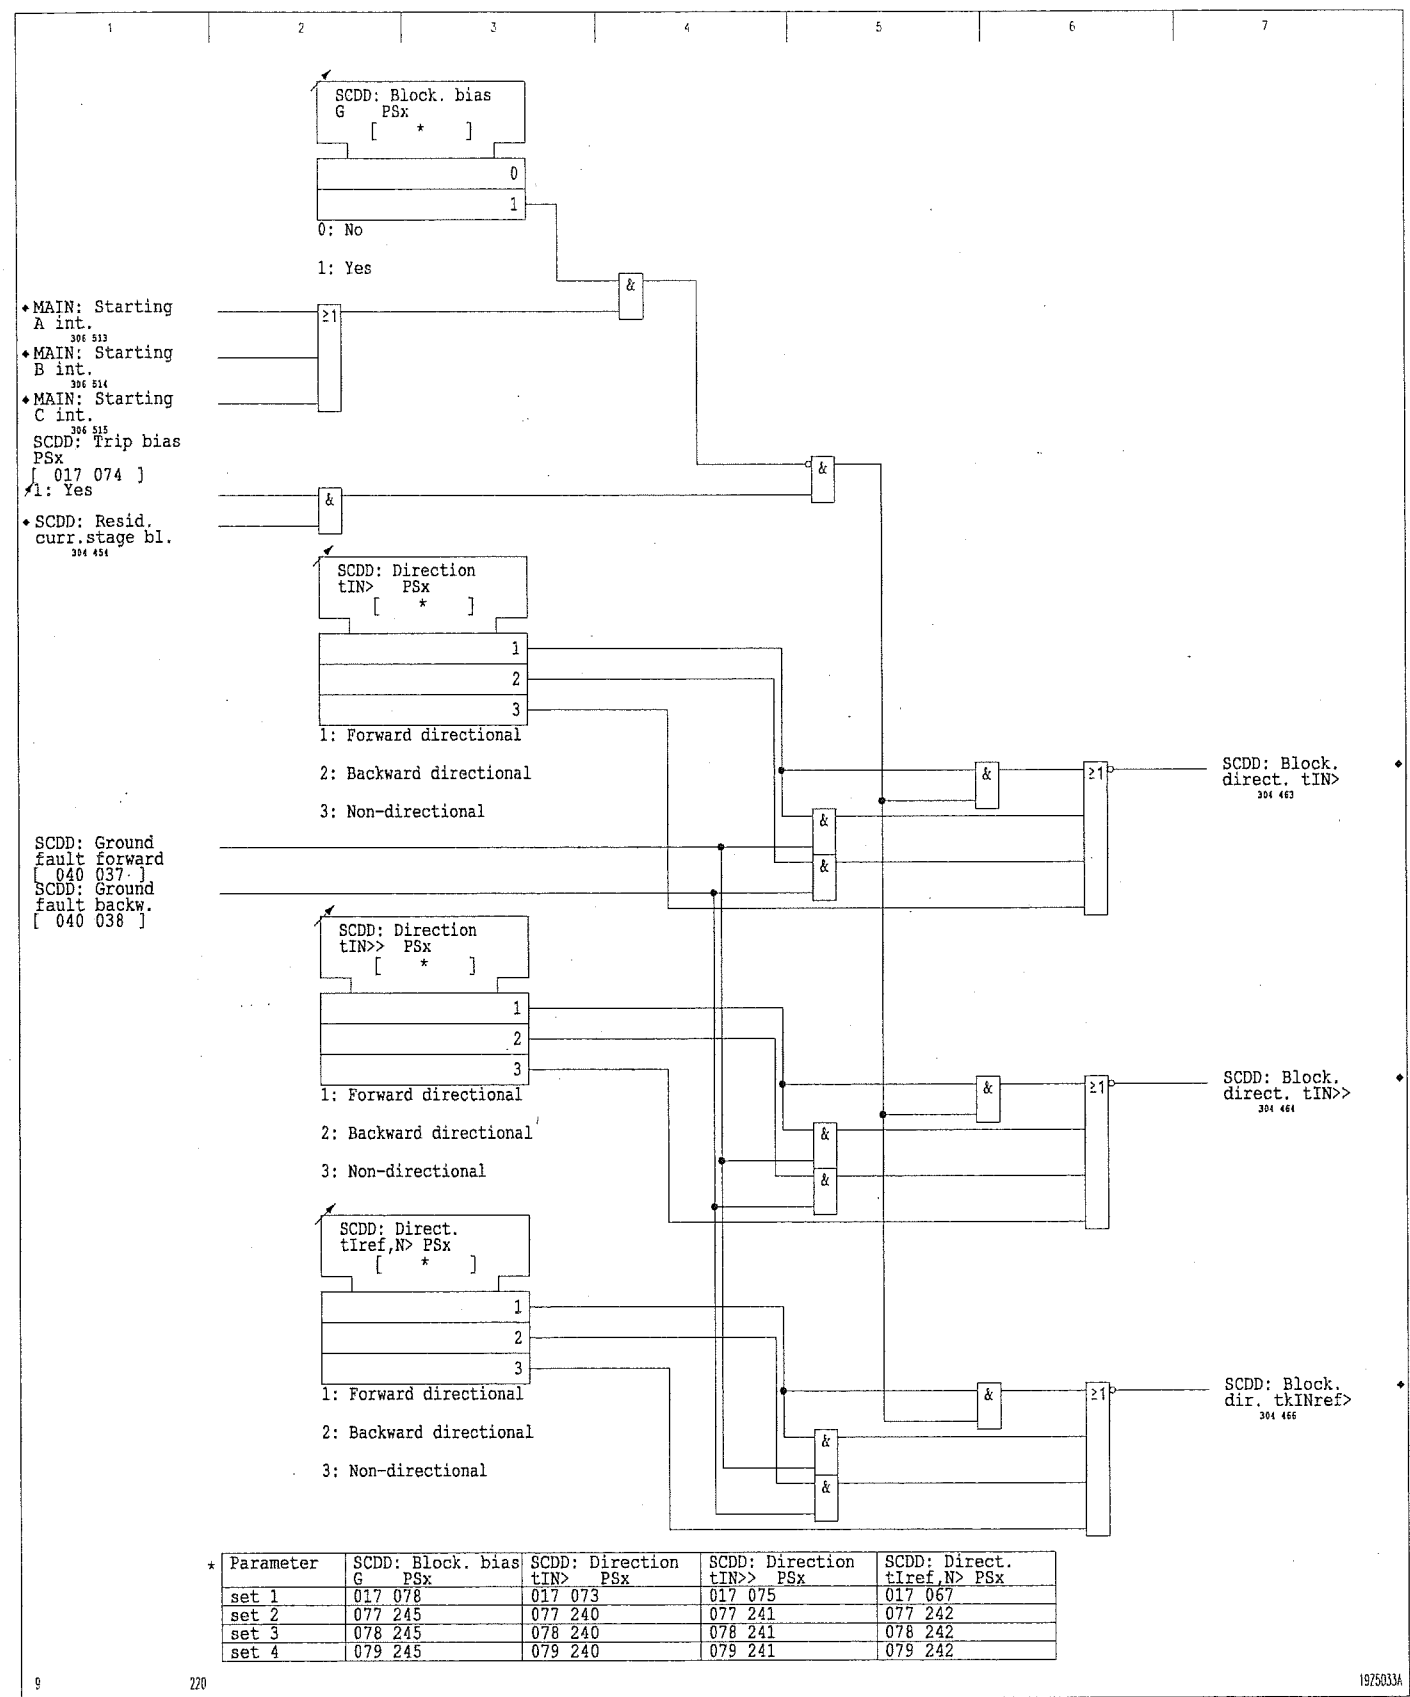 1 2 3 4 5 6 7
SCDD: Block. bias
G PSx
[ * ]
0
1
0: No
1: Yes
&
◆MAIN: Starting
A int.
306 513
◆MAIN: Starting
B int.
306 514
◆MAIN: Starting
C int.
306 515
≥1
SCDD: Trip bias
PSx
[ 017 074 ]
1: Yes
&
&
◆SCDD: Resid.
curr.stage bl.
304 454
SCDD: Direction
tIN> PSx
[ * ]
1
2
3
1: Forward directional
2: Backward directional
3: Non-directional
&
&
&
≥1
SCDD: Block. ◆
direct. tIN>
304 463
SCDD: Ground
fault forward
[ 040 037 ]
SCDD: Ground
fault backw.
[ 040 038 ]
SCDD: Direction
tIN>> PSx
[ * ]
1
2
3
1: Forward directional
2: Backward directional
3: Non-directional
&
&
&
≥1
SCDD: Block. ◆
direct. tIN>>
304 464
SCDD: Direct.
tIref,N> PSx
[ * ]
1
2
3
1: Forward directional
2: Backward directional
3: Non-directional
&
&
&
≥1
SCDD: Block. ◆
dir. tkINref>
304 466
* Parameter SCDD: Block. bias SCDD: Direction SCDD: Direction SCDD: Direct.
G PSx tIN> PSx tIN>> PSx tIref,N> PSx
set 1 017 078 017 073 017 075 017 067
set 2 077 245 077 240 077 241 077 242
set 3 078 245 078 240 078 241 078 242
set 4 079 245 079 240 079 241 079 242
9 220 19Z5033A